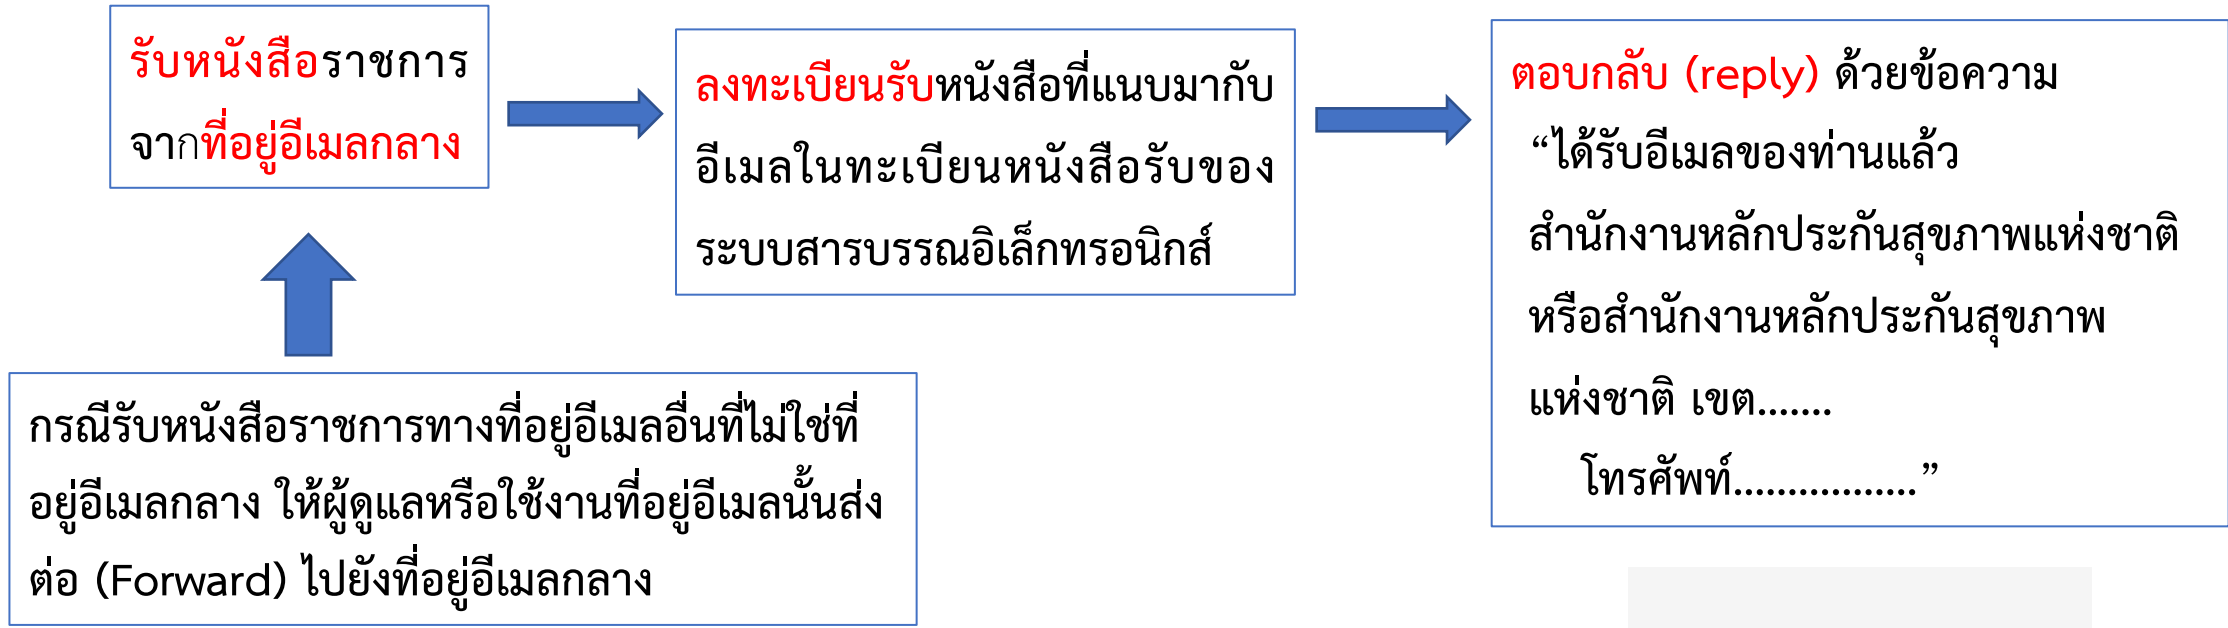 รับหนังสือราชการ
จากที่อยู่อีเมลกลาง
ลงทะเบียนรับหนังสือที่แนบมากับ
อีเมลในทะเบียนหนังสือรับของ
ระบบสารบรรณอิเล็กทรอนิกส์
ตอบกลับ (reply) ด้วยข้อความ
“ได้รับอีเมลของท่านแล้ว
สำนักงานหลักประกันสุขภาพแห่งชาติ
หรือสำนักงานหลักประกันสุขภาพ
แห่งชาติ เขต.......
โทรศัพท์.................”
กรณีรับหนังสือราชการทางที่อยู่อีเมลอื่นที่ไม่ใช่ที่
อยู่อีเมลกลาง ให้ผู้ดูแลหรือใช้งานที่อยู่อีเมลนั้นส่ง
ต่อ (Forward) ไปยังที่อยู่อีเมลกลาง